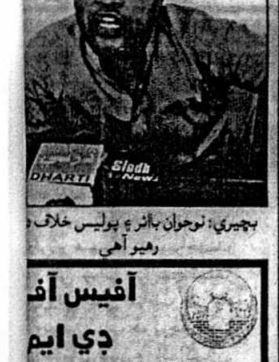 DHARTI
Sindh
News
بچيري: نوجوان بااثر ۽ پوليس خلاف
رهيو آهي
آفيس آف
ڊي ايم